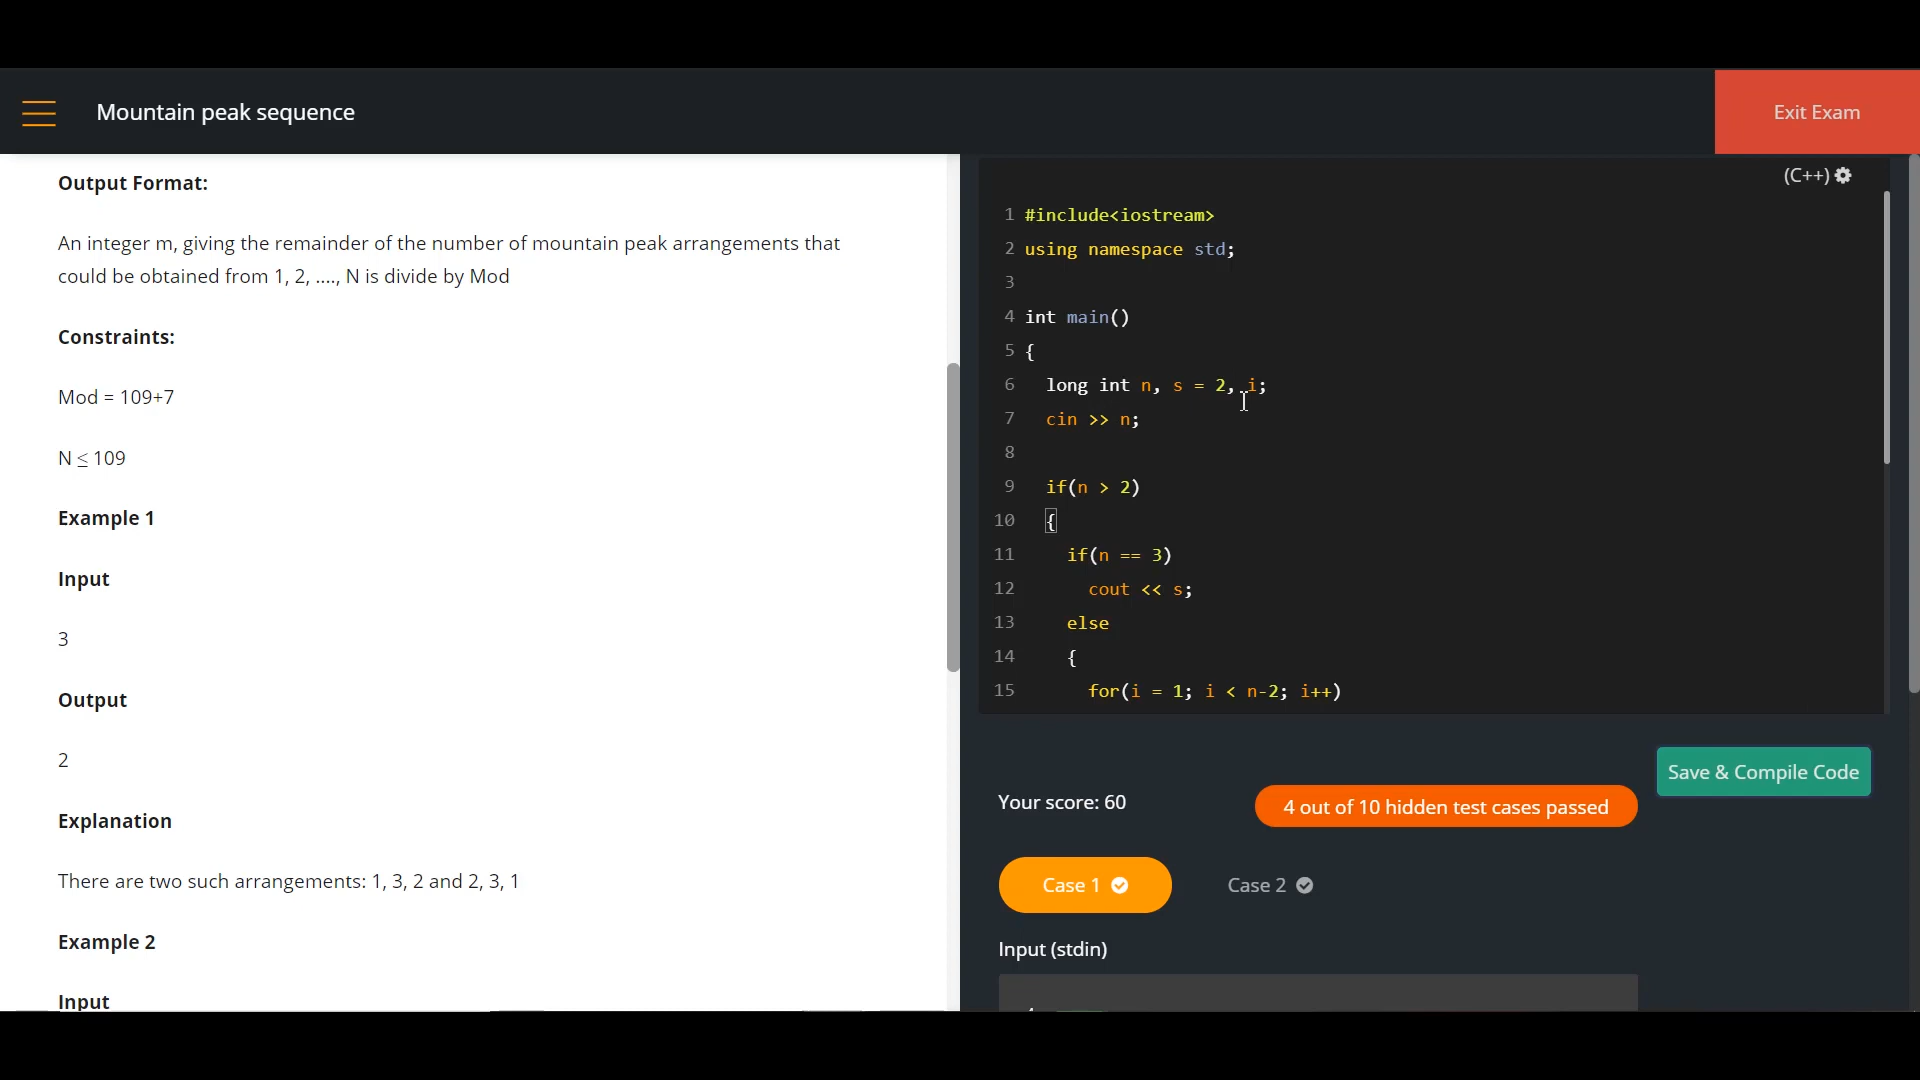 Mountain peak sequence
Exit Exam
Output Format:
An integer m, giving the remainder of the number of mountain peak arrangements that
could be obtained from 1, 2, ...., N is divide by Mod
Constraints:
Mod = 109+7
N ≤ 109
Example 1
Input
3
Output
2
Explanation
There are two such arrangements: 1, 3, 2 and 2, 3, 1
Example 2
Input
(C++)
1 #include<iostream>
2 using namespace std;
3
4 int main()
5 {
6 long int n, s = 2, i;
7 cin >> n;
8
9 if(n > 2)
10 {
11 if(n == 3)
12 cout << s;
13 else
14 {
15 for(i = 1; i < n-2; i++)
Save & Compile Code
Your score: 60
4 out of 10 hidden test cases passed
Case 1
Case 2
Input (stdin)